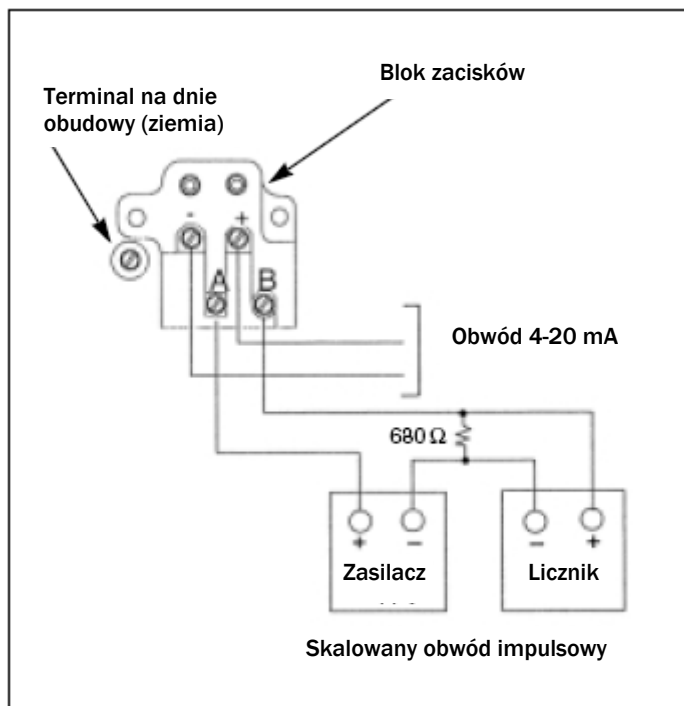 Blok zacisków
Terminal na dnie
obudowy (ziemia)
- +
A B
Obwód 4-20 mA
680 Ω
+ − − +
Zasilacz Licznik
Skalowany obwód impulsowy